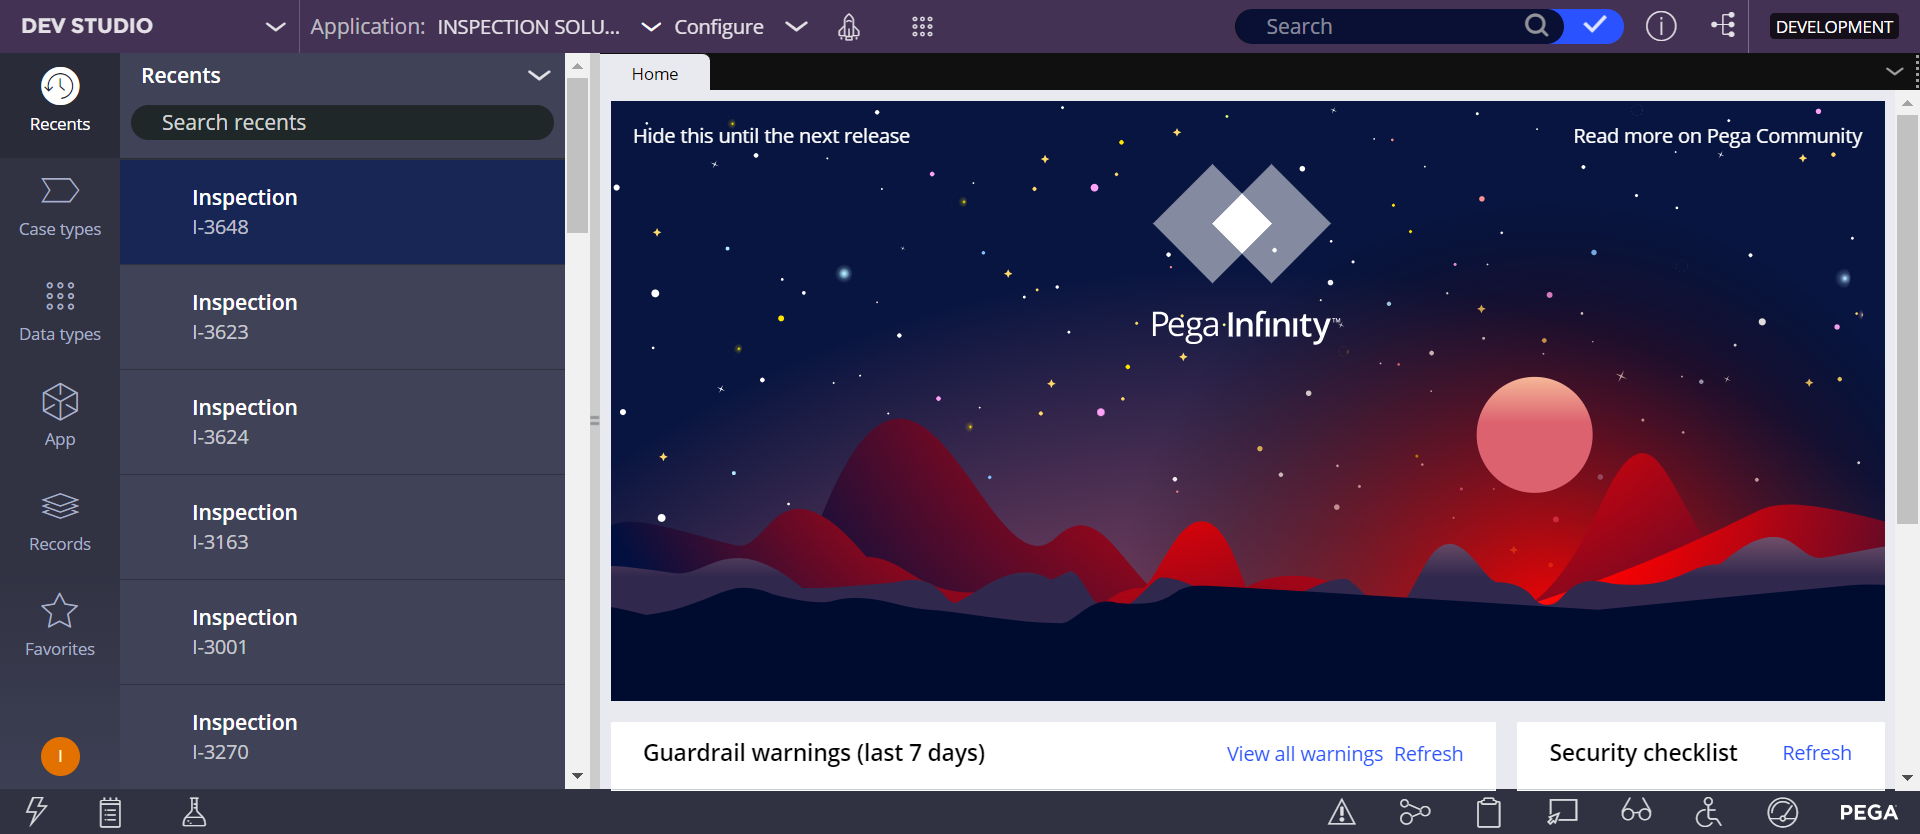 DEV STUDIO
Application: INSPECTION SOLU...
Configure
Search
DEVELOPMENT
Recents
Case types
Data types
App
Records
Favorites
I
Recents
Search recents
Inspection
I-3648
Inspection
I-3623
Inspection
I-3624
Inspection
I-3163
Inspection
I-3001
Inspection
I-3270
Home
Hide this until the next release
Read more on Pega Community
Pega Infinity™
Guardrail warnings (last 7 days)
View all warnings Refresh
Security checklist
Refresh
PEGA